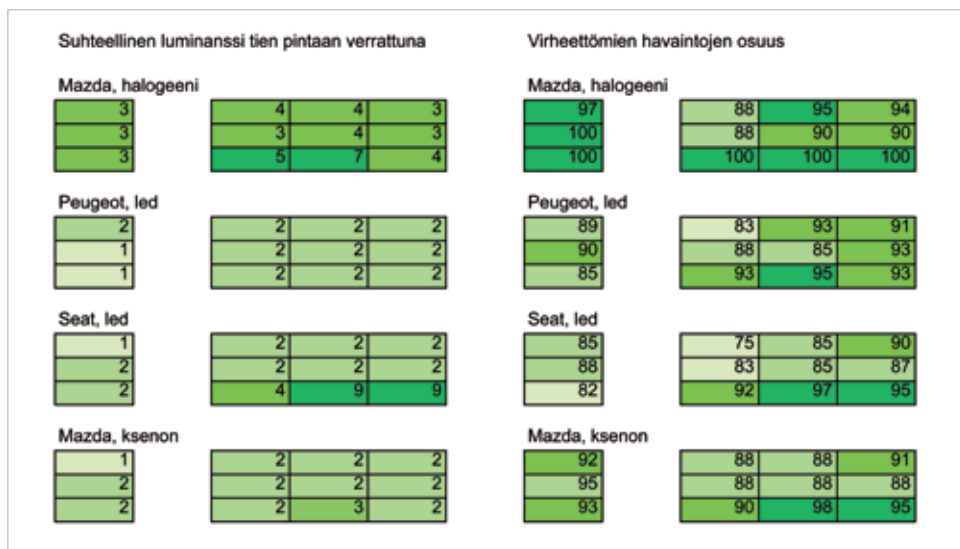 Suhteellinen luminanssi tien pintaan verrattuna
Mazda, halogeeni
3 4 4 3
3 3 4 3
3 5 7 4
Peugeot, led
2 2 2 2
1 2 2 2
1 2 2 2
Seat, led
1 2 2 2
2 2 2 2
2 4 9 9
Mazda, ksenon
1 2 2 2
2 2 2 2
2 2 3 2
Virheettömien havaintojen osuus
Mazda, halogeeni
97 88 95 94
100 88 90 90
100 100 100 100
Peugeot, led
89 83 93 91
90 88 85 93
85 93 95 93
Seat, led
85 75 85 90
88 83 85 87
82 92 97 95
Mazda, ksenon
92 88 88 91
95 88 88 88
93 90 98 95